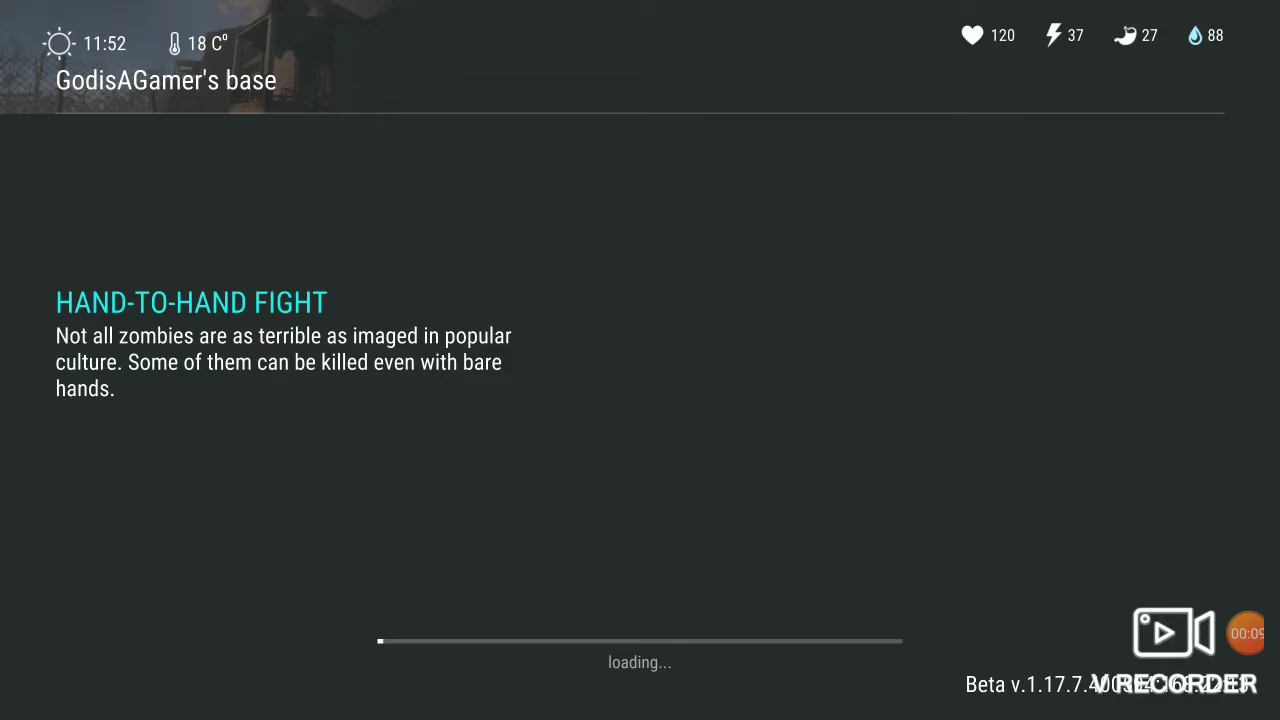 11:52 18 C⁰
120 37 27 88
GodisAGamer's base
HAND-TO-HAND FIGHT
Not all zombies are as terrible as imaged in popular
culture. Some of them can be killed even with bare
hands.
loading...
00:09
Beta v.1.17.7.
V RECORDER